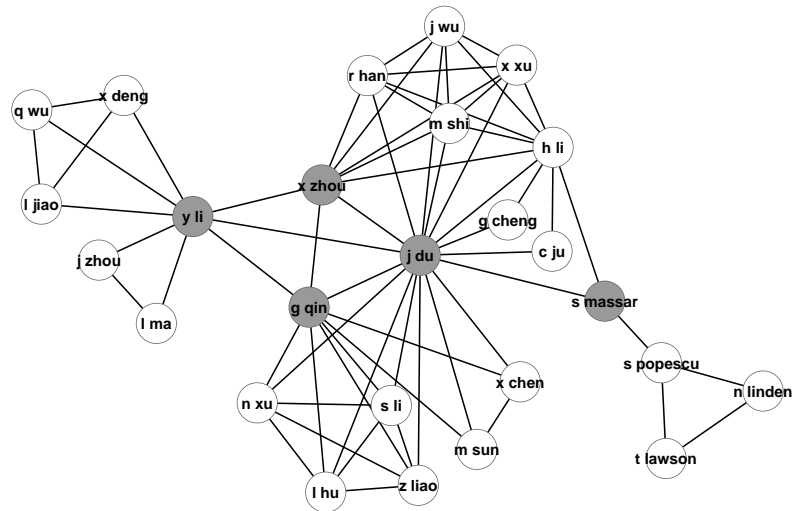 j wu
x xu
r han
x deng
q wu
m shi
h li
x zhou
l jiao
y li
g cheng
c ju
j zhou
j du
s massar
g qin
l ma
s popescu
x chen
n linden
n xu
s li
m sun
t lawson
z liao
l hu